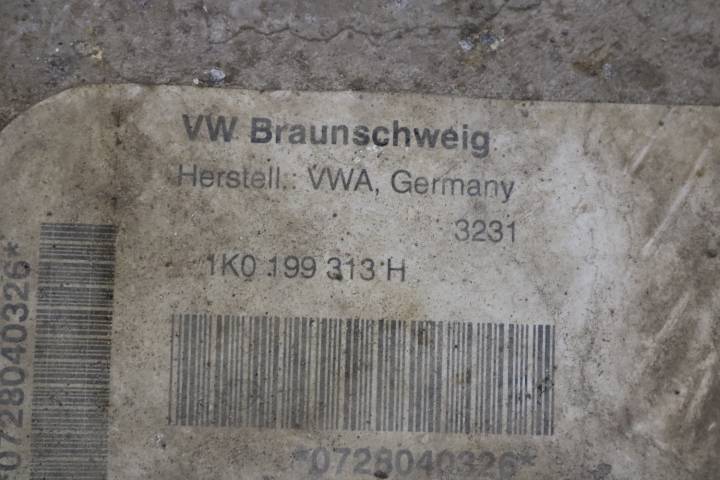 VW Braunschweig
Herstell.: VWA, Germany
3231
1K0 199 313 H
*0728040326*
*0728040326*